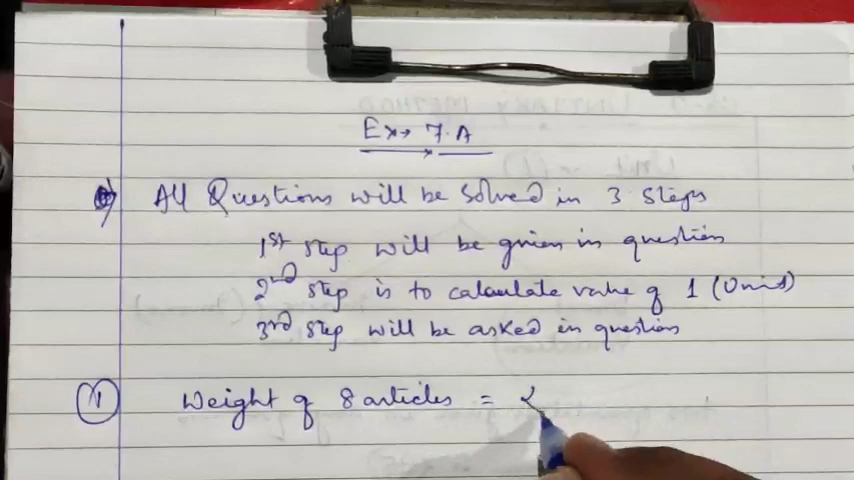 Ex→ 7.A
All Questions will be solved in 3 steps
1st step will be given in question
2nd step is to calculate value of 1 (Unit)
3rd step will be asked in question
(1) Weight of 8 articles =